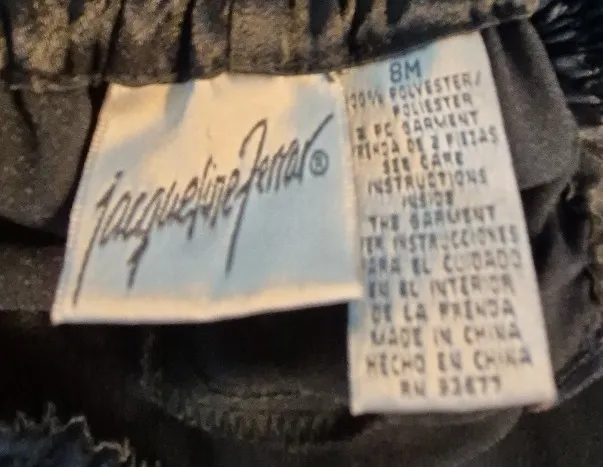 Jacqueline Ferrar®
8M
100% POLYESTER/
POLIESTER
2 PC GARMENT
PRENDA DE 2 PIEZAS
SEE CARE
INSTRUCTIONS
INSIDE
THE GARMENT
VER INSTRUCCIONES
PARA EL CUIDADO
EN EL INTERIOR
DE LA PRENDA
MADE IN CHINA
HECHO EN CHINA
RN